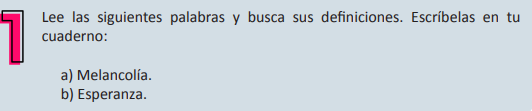 1 Lee las siguientes palabras y busca sus definiciones. Escríbelas en tu
cuaderno:
a) Melancolía.
b) Esperanza.